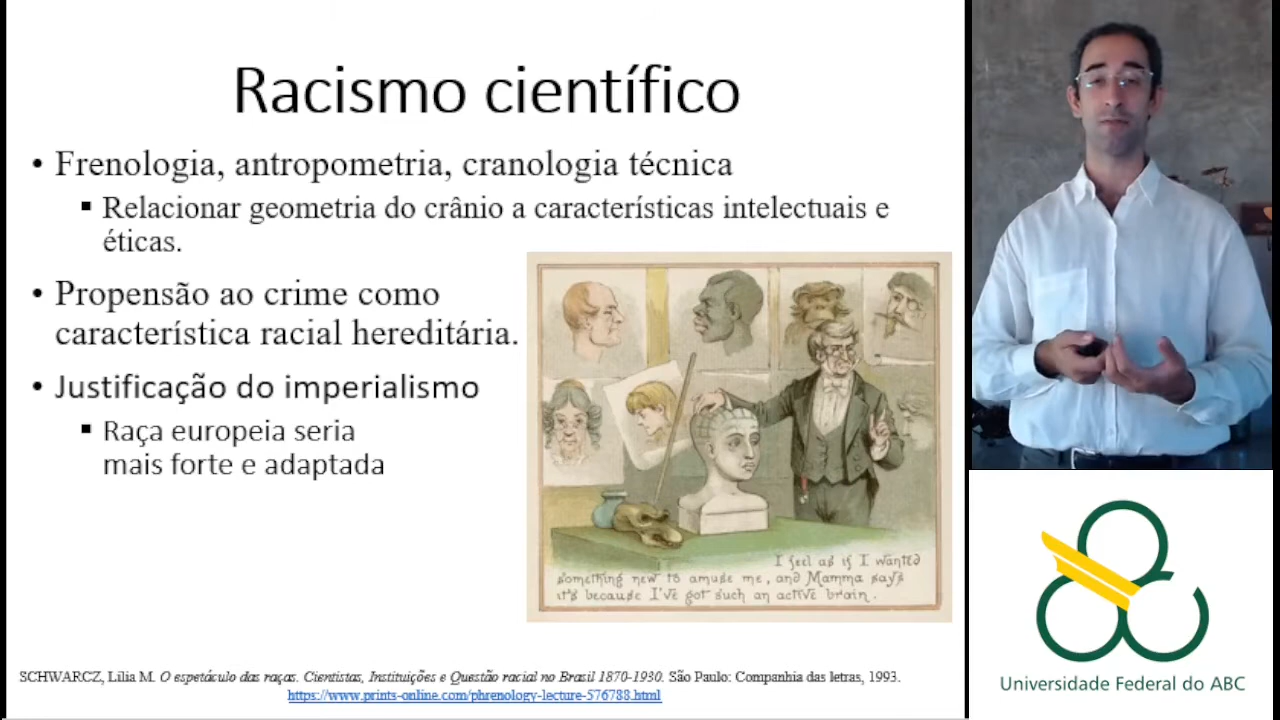 Racismo científico
• Frenologia, antropometria, cranologia técnica
▪ Relacionar geometria do crânio a características intelectuais e
éticas.
• Propensão ao crime como
característica racial hereditária.
• Justificação do imperialismo
▪ Raça europeia seria
mais forte e adaptada
I feel as if I wanted
something new to amuse me, and Mamma says
it's because I've got such an active brain.
SCHWARCZ, Lilia M. O espetáculo das raças. Cientistas, Instituições e Questão racial no Brasil 1870-1930. São Paulo: Companhia das letras, 1993.
https://www.prints-online.com/phrenology-lecture-576788.html
Universidade Federal do ABC